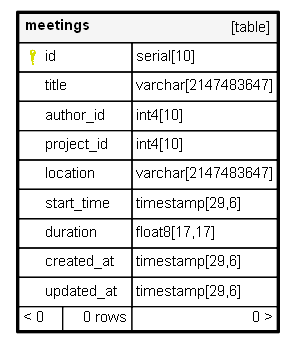 meetings [table]
id serial[10]
title varchar[2147483647]
author_id int4[10]
project_id int4[10]
location varchar[2147483647]
start_time timestamp[29,6]
duration float8[17,17]
created_at timestamp[29,6]
updated_at timestamp[29,6]
< 0 0 rows 0 >